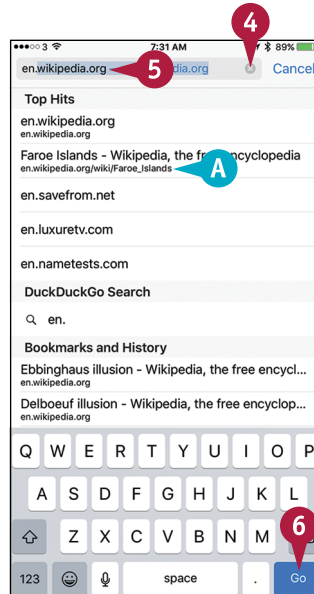 4
3 7:31 AM 89%
en.wikipedia.org – 5 dia.org Cancel
Top Hits
en.wikipedia.org
en.wikipedia.org
Faroe Islands - Wikipedia, the free encyclopedia
en.wikipedia.org/wiki/Faroe_Islands A
en.savefrom.net
en.luxuretv.com
en.nametests.com
DuckDuckGo Search
en.
Bookmarks and History
Ebbinghaus illusion - Wikipedia, the free encycl...
en.wikipedia.org
Delboeuf illusion - Wikipedia, the free encyclop...
en.wikipedia.org
Q W E R T Y U I O P
A S D F G H J K L
Z X C V B N M 6
123 space . Go